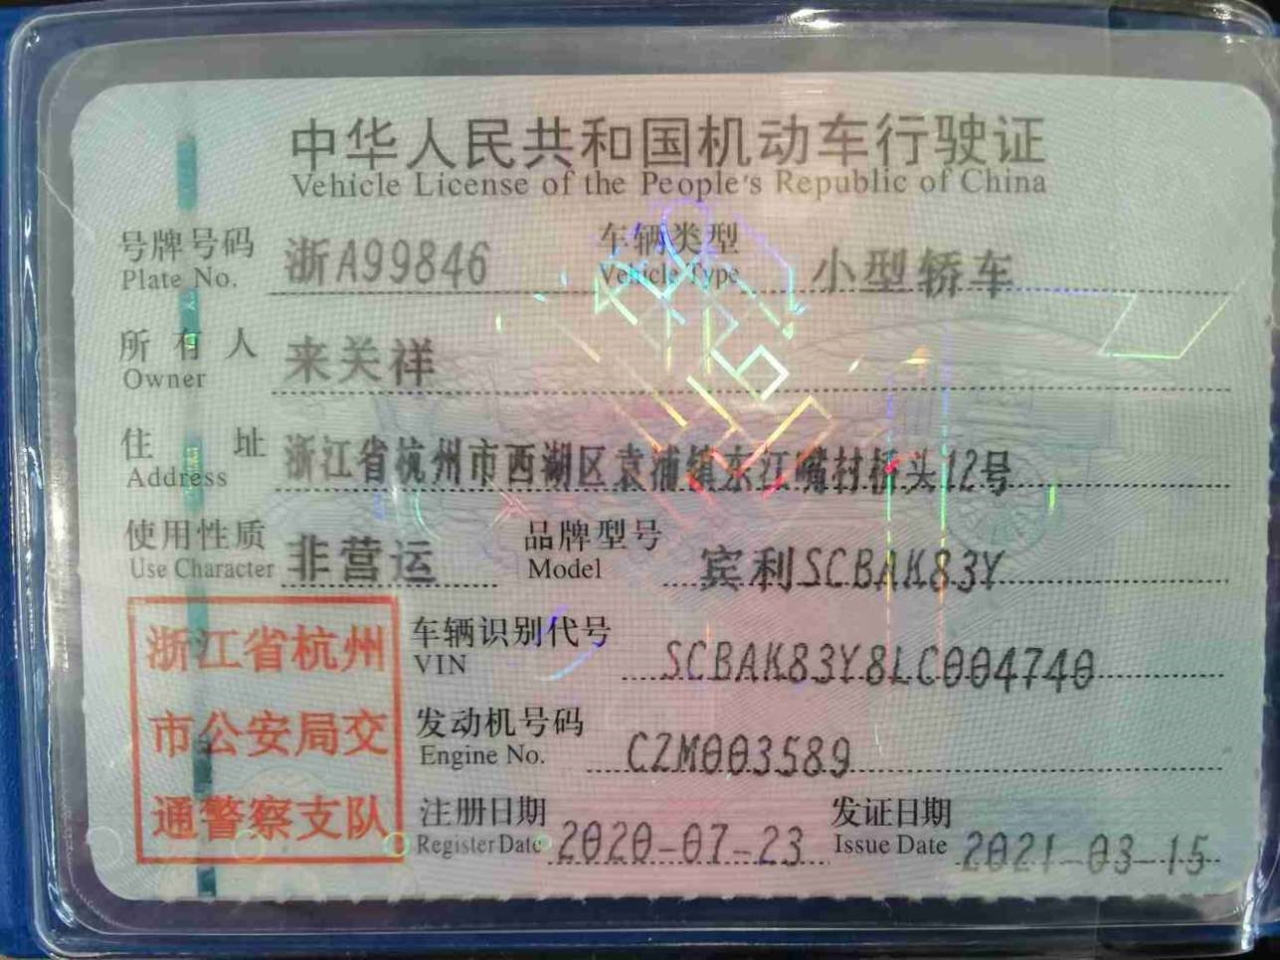 中华人民共和国机动车行驶证
Vehicle License of the People's Republic of China
号牌号码 浙A99846 车辆类型 小型轿车
Plate No. Vehicle Type
所有人 来关祥
Owner
住址 浙江省杭州市西湖区袁浦镇东江嘴村桥头12号
Address
使用性质 非营运 品牌型号 宾利SCBAK83Y
Use Character Model
浙江省杭州
市公安局交
通警察支队
车辆识别代号 SCBAK83Y8LC004740
VIN
发动机号码 CZM003589
Engine No.
注册日期 2020-07-23 发证日期 2021-03-15
Register Date Issue Date